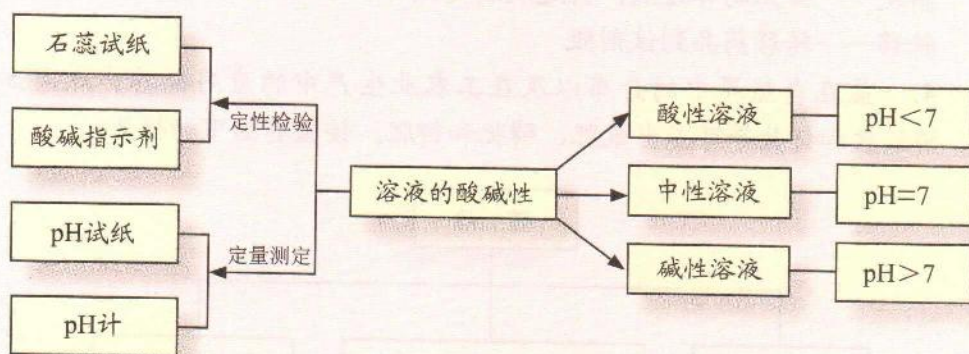 石蕊试纸
酸碱指示剂
定性检验
pH试纸
pH计
定量测定
溶液的酸碱性
酸性溶液
pH<7
中性溶液
pH=7
碱性溶液
pH>7